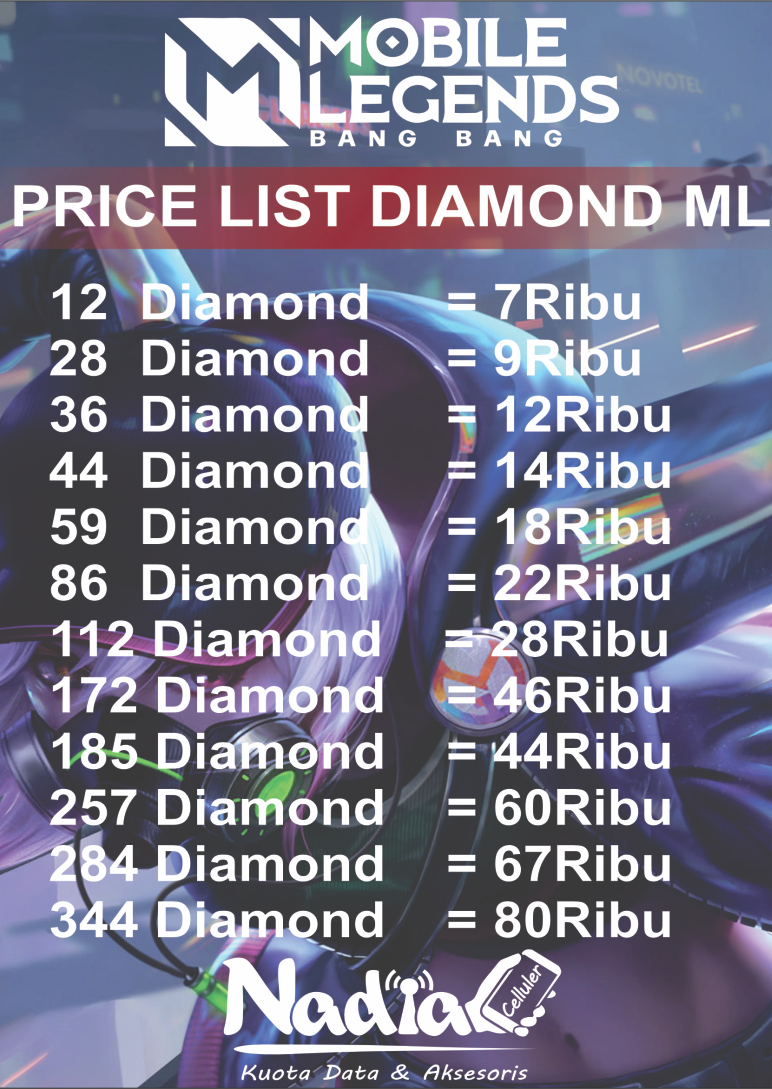 MOBILE
LEGENDS
BANG BANG
NOVOTEL
PRICE LIST DIAMOND ML
12 Diamond = 7Ribu
28 Diamond = 9Ribu
36 Diamond = 12Ribu
44 Diamond = 14Ribu
59 Diamond = 18Ribu
86 Diamond = 22Ribu
112 Diamond = 28Ribu
172 Diamond = 46Ribu
185 Diamond = 44Ribu
257 Diamond = 60Ribu
284 Diamond = 67Ribu
344 Diamond = 80Ribu
Nadia
Celluler
Kuota Data & Aksesoris